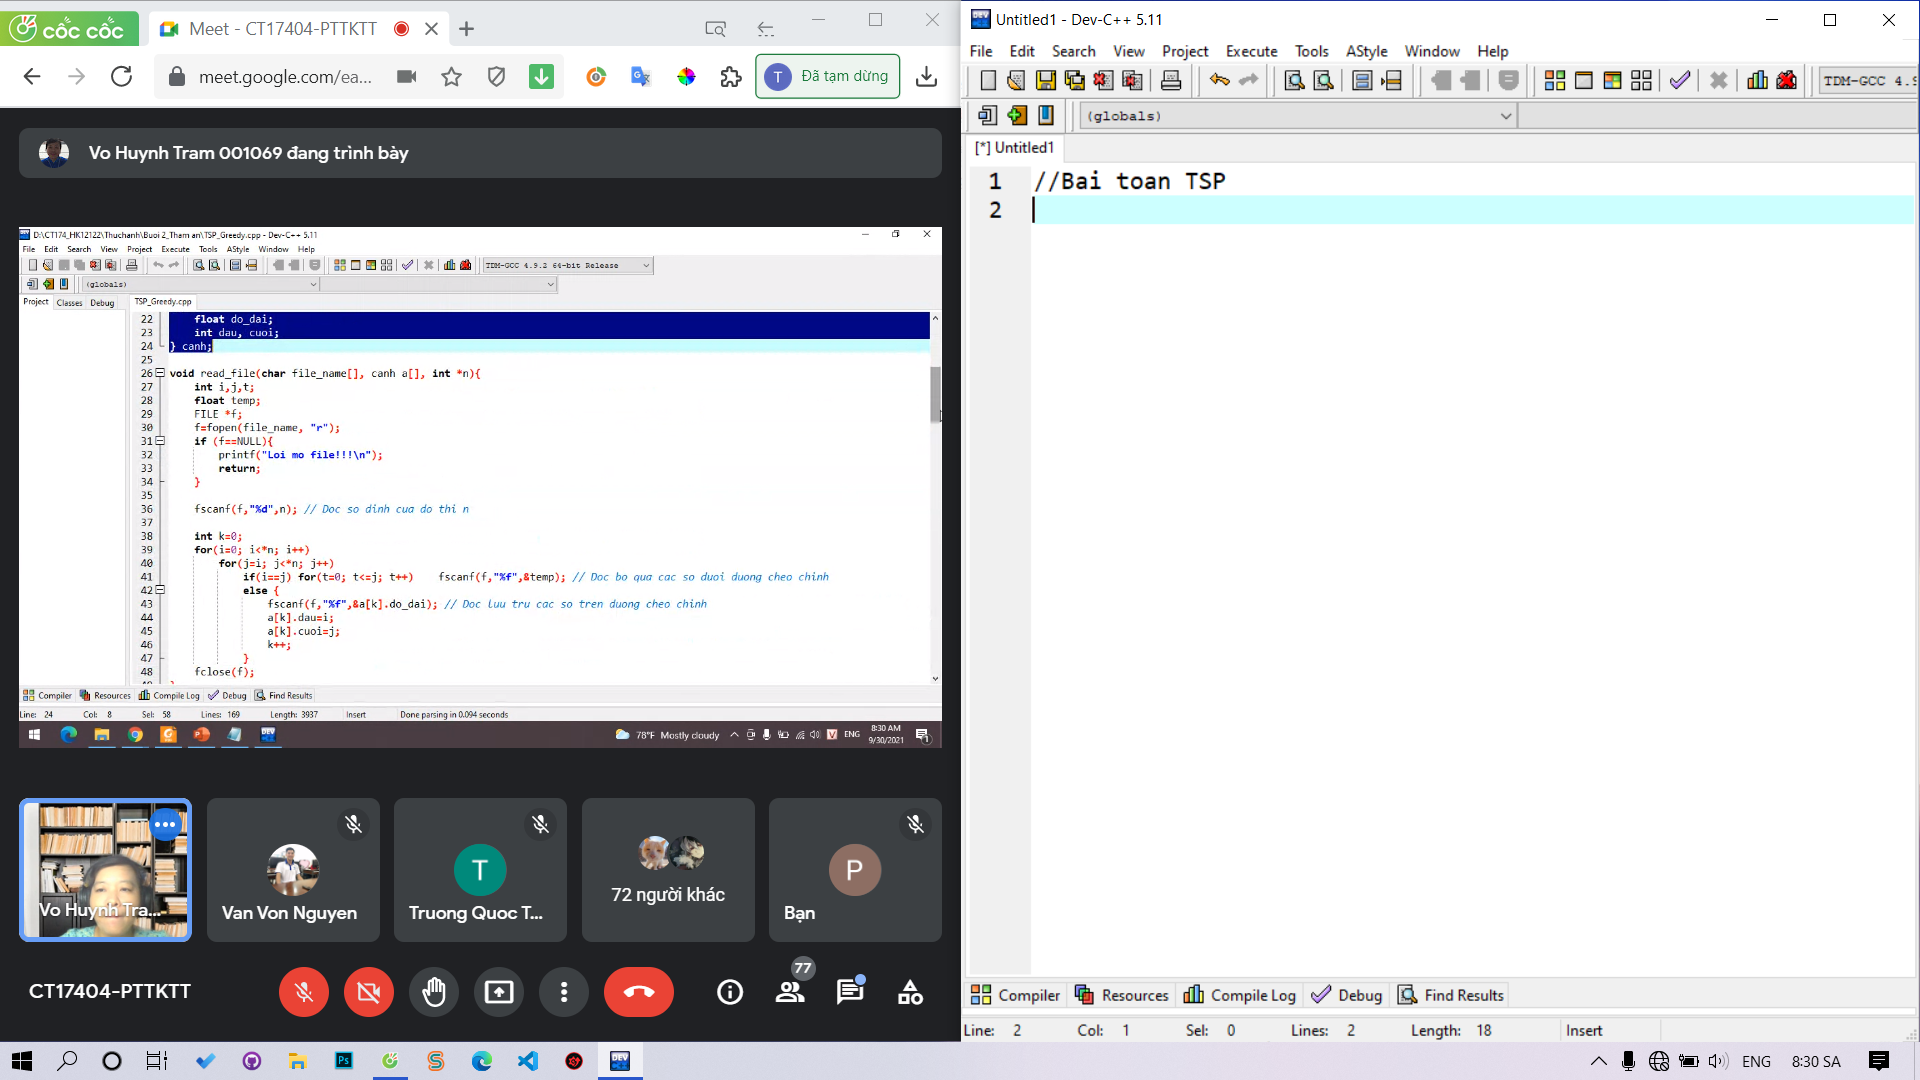 cốc cốc
Meet - CT17404-PTTKTT
meet.google.com/ea...
T
Đã tạm dừng
Vo Huynh Tram 001069 đang trình bày
D:\CT174_HK12122\Thuchanh\Buoi 2_Tham an\TSP_Greedy.cpp - Dev-C++ 5.11
File Edit Search View Project Execute Tools AStyle Window Help
TDM-GCC 4.9.2 64-bit Release
(globals)
Project Classes Debug
TSP_Greedy.cpp
22 float do_dai;
23 int dau, cuoi;
24 } canh;
25
26 void read_file(char file_name[], canh a[], int *n){
27 int i,j,t;
28 float temp;
29 FILE *f;
30 f=fopen(file_name, "r");
31 if (f==NULL){
32 printf("Loi mo file!!!\n");
33 return;
34 }
35
36 fscanf(f,"%d",n); // Doc so dinh cua do thi n
37
38 int k=0;
39 for(i=0; i<*n; i++)
40 for(j=i; j<*n; j++)
41 if(i==j) for(t=0; t<=j; t++) fscanf(f,"%f",&temp); // Doc bo qua cac so duoi duong cheo chinh
42 else {
43 fscanf(f,"%f",&a[k].do_dai); // Doc luu tru cac so tren duong cheo chinh
44 a[k].dau=i;
45 a[k].cuoi=j;
46 k++;
47 }
48 fclose(f);
Compiler Resources Compile Log Debug Find Results
Line: 24 Col: 8 Sel: 58 Lines: 169 Length: 3937 Insert Done parsing in 0.094 seconds
78°F Mostly cloudy ENG 8:30 AM
9/30/2021
Vo Huynh Tra...
Van Von Nguyen
T
Truong Quoc T...
72 người khác
P
Bạn
CT17404-PTTKTT
77
Untitled1 - Dev-C++ 5.11
File Edit Search View Project Execute Tools AStyle Window Help
TDM-GCC 4.9
(globals)
[*] Untitled1
1 //Bai toan TSP
2
Compiler Resources Compile Log Debug Find Results
Line: 2 Col: 1 Sel: 0 Lines: 2 Length: 18 Insert
Ps
DEV
ENG 8:30 SA